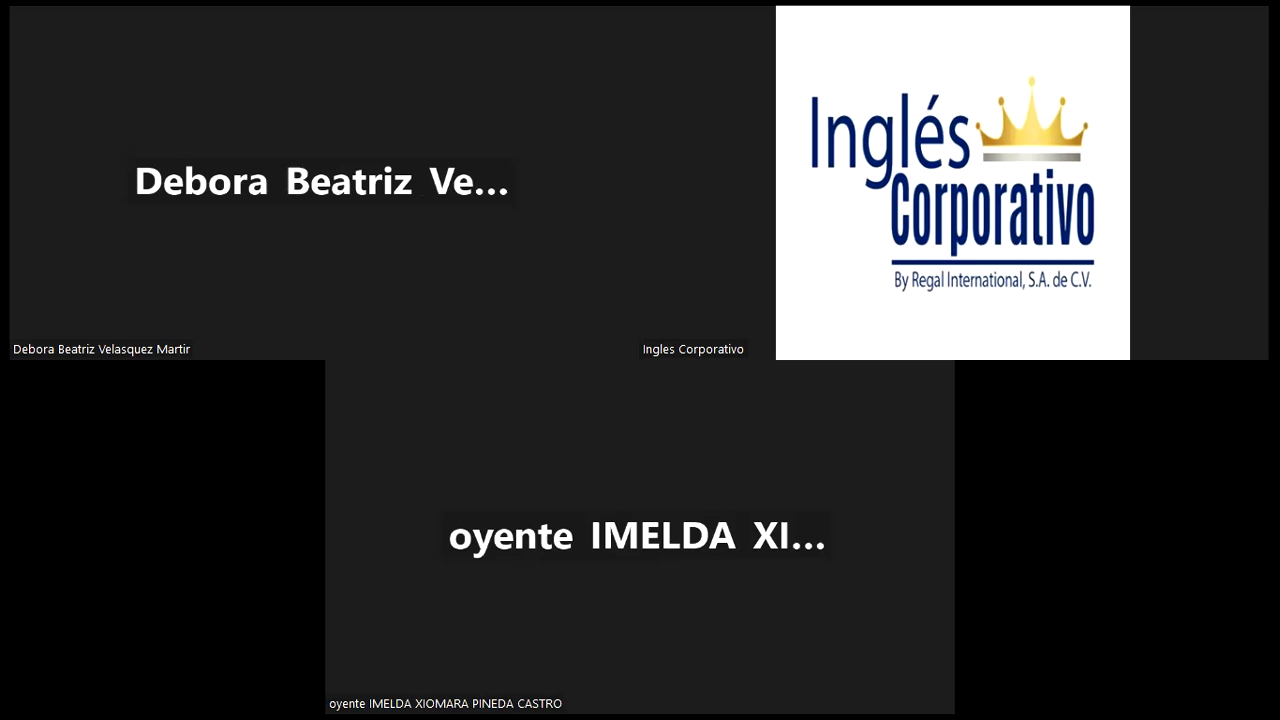 Debora Beatriz Ve...
Debora Beatriz Velasquez Martir
Inglés
Corporativo
By Regal International, S.A. de C.V.
Ingles Corporativo
oyente IMELDA XI...
oyente IMELDA XIOMARA PINEDA CASTRO